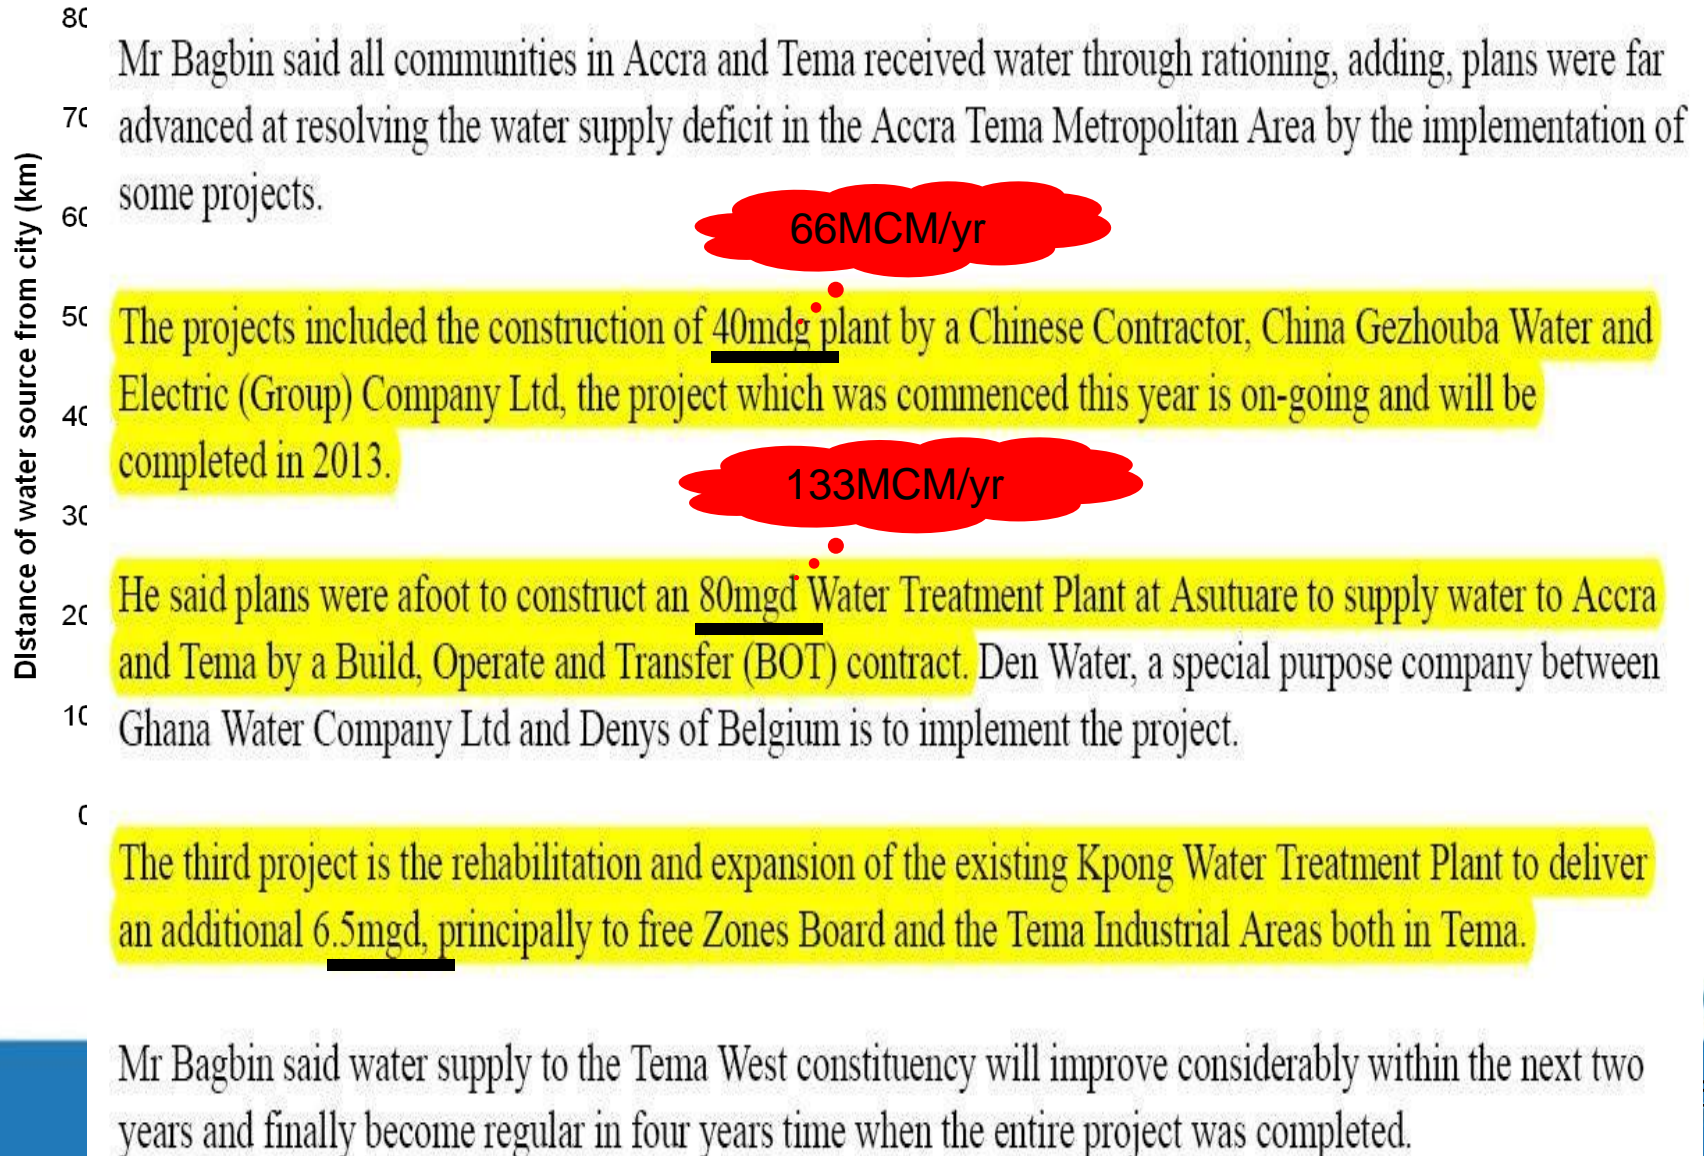 80
70
60
50
40
30
20
10
0
DIstance of water source from city (km)
Mr Bagbin said all communities in Accra and Tema received water through rationing, adding, plans were far
advanced at resolving the water supply deficit in the Accra Tema Metropolitan Area by the implementation of
some projects.
66MCM/yr
The projects included the construction of 40mdg plant by a Chinese Contractor, China Gezhouba Water and
Electric (Group) Company Ltd, the project which was commenced this year is on-going and will be
completed in 2013.
133MCM/yr
He said plans were afoot to construct an 80mgd Water Treatment Plant at Asutuare to supply water to Accra
and Tema by a Build, Operate and Transfer (BOT) contract. Den Water, a special purpose company between
Ghana Water Company Ltd and Denys of Belgium is to implement the project.
The third project is the rehabilitation and expansion of the existing Kpong Water Treatment Plant to deliver
an additional 6.5mgd, principally to free Zones Board and the Tema Industrial Areas both in Tema.
Mr Bagbin said water supply to the Tema West constituency will improve considerably within the next two
years and finally become regular in four years time when the entire project was completed.